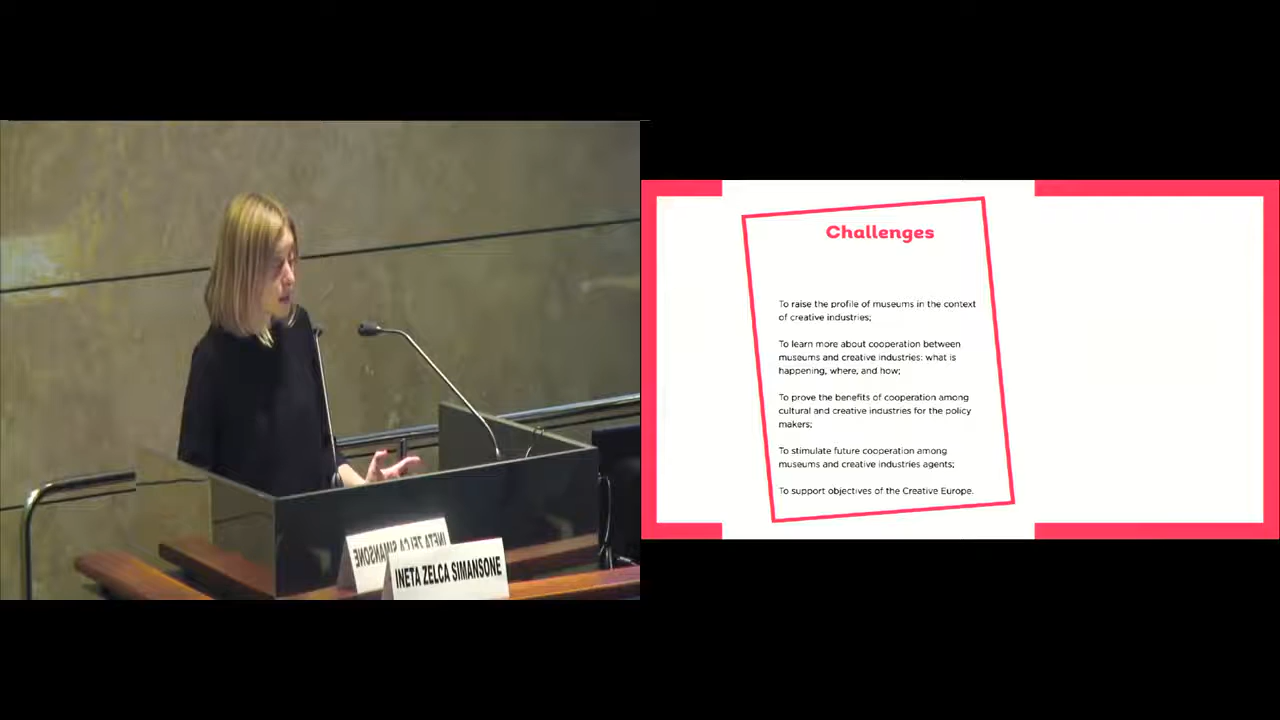 INETA ZELCA SIMANSONE
INETA ZELCA SIMANSONE
Challenges
To raise the profile of museums in the context
of creative industries;
To learn more about cooperation between
museums and creative industries: what is
happening, where, and how;
To prove the benefits of cooperation among
cultural and creative industries for the policy
makers;
To stimulate future cooperation among
museums and creative industries agents;
To support objectives of the Creative Europe.